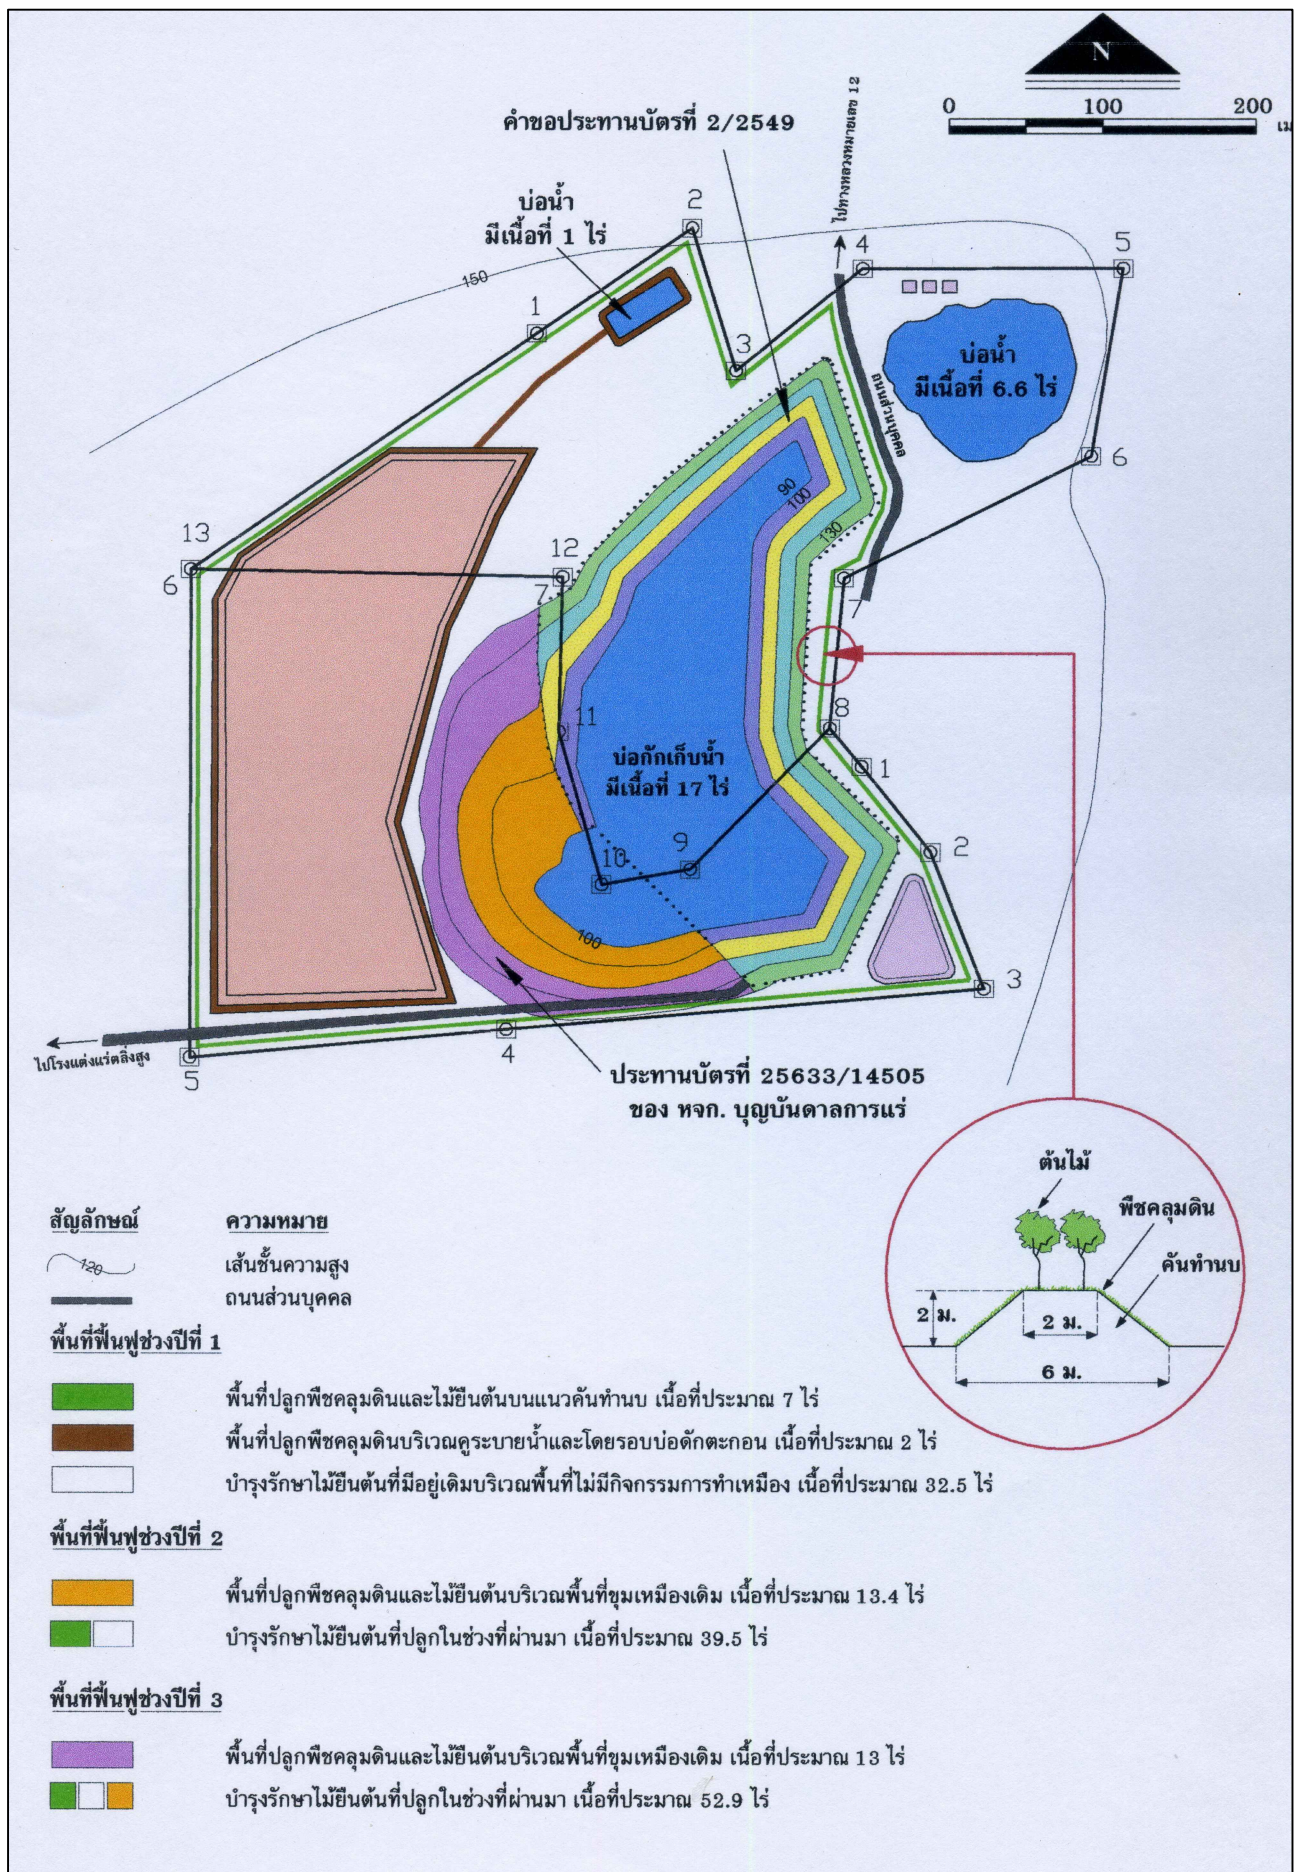 N
0 100 200
เม
คำขอประทานบัตรที่ 2/2549
ไปทางหลวงหมายเลข 12
บ่อน้ำ
มีเนื้อที่ 1 ไร่
2
4
5
150
1
3
บ่อน้ำ
มีเนื้อที่ 6.6 ไร่
ถนนส่วนบุคคล
6
90
100
130
13
6
12
7
7
11
8
บ่อกักเก็บน้ำ
มีเนื้อที่ 17 ไร่
1
9
10
2
100
3
4
5
ไปโรงแต่งแร่ตลิ่งสูง
ประทานบัตรที่ 25633/14505
ของ หจก. บุญบันดาลการแร่
ต้นไม้
พืชคลุมดิน
คันทำนบ
2 ม.
2 ม.
6 ม.
สัญลักษณ์ ความหมาย
120 เส้นชั้นความสูง
ถนนส่วนบุคคล
พื้นที่ฟื้นฟูช่วงปีที่ 1
พื้นที่ปลูกพืชคลุมดินและไม้ยืนต้นบนแนวคันทำนบ เนื้อที่ประมาณ 7 ไร่
พื้นที่ปลูกพืชคลุมดินบริเวณคูระบายน้ำและโดยรอบบ่อดักตะกอน เนื้อที่ประมาณ 2 ไร่
บำรุงรักษาไม้ยืนต้นที่มีอยู่เดิมบริเวณพื้นที่ไม่มีกิจกรรมการทำเหมือง เนื้อที่ประมาณ 32.5 ไร่
พื้นที่ฟื้นฟูช่วงปีที่ 2
พื้นที่ปลูกพืชคลุมดินและไม้ยืนต้นบริเวณพื้นที่ขุมเหมืองเดิม เนื้อที่ประมาณ 13.4 ไร่
บำรุงรักษาไม้ยืนต้นที่ปลูกในช่วงที่ผ่านมา เนื้อที่ประมาณ 39.5 ไร่
พื้นที่ฟื้นฟูช่วงปีที่ 3
พื้นที่ปลูกพืชคลุมดินและไม้ยืนต้นบริเวณพื้นที่ขุมเหมืองเดิม เนื้อที่ประมาณ 13 ไร่
บำรุงรักษาไม้ยืนต้นที่ปลูกในช่วงที่ผ่านมา เนื้อที่ประมาณ 52.9 ไร่